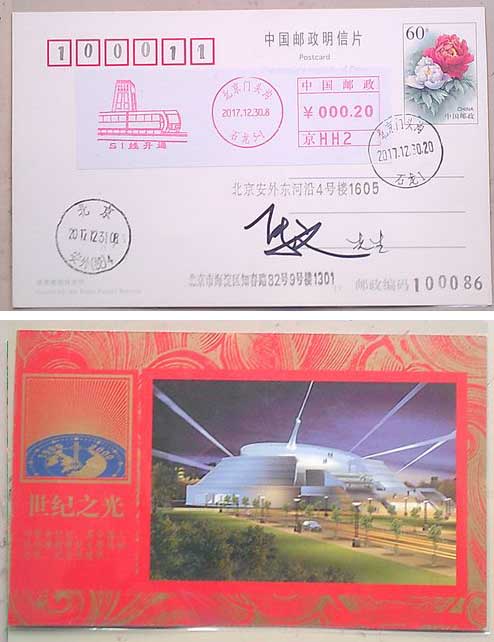 100011
中国邮政明信片
Postcard
60分
CHINA
中国邮政
S1线开通
北京门头沟
2017.12.30.8
石龙
中国邮政
￥000.20
京HH2
北京门头沟
2017.12.30.20
石龙1
北京安外东河沿4号楼1605
先生
北京
2017.12.31.08
安外
北京市海淀区知春路82号9号楼1301
邮政编码 100086
世纪之光